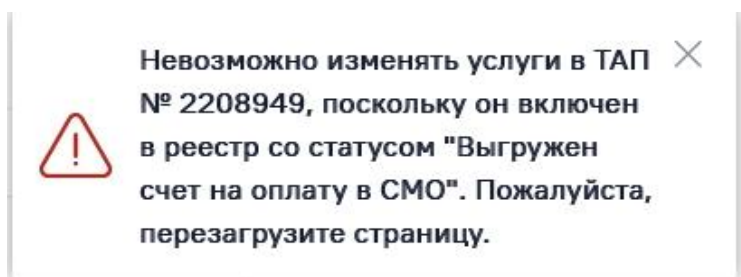 Невозможно изменять услуги в ТАП
№ 2208949, поскольку он включен
в реестр со статусом "Выгружен
счет на оплату в СМО". Пожалуйста,
перезагрузите страницу.